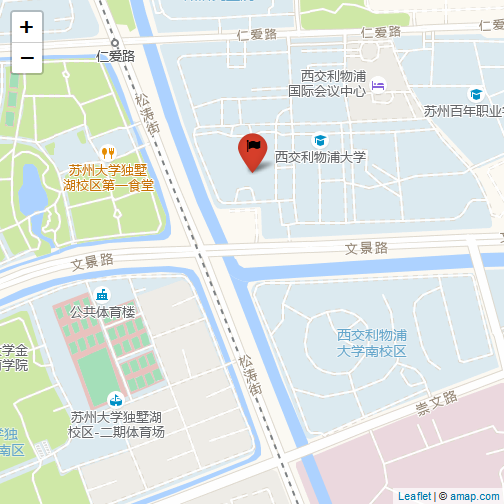 +
−
仁爱路
仁爱路
仁爱路
松涛街
西交利物浦
国际会议中心
苏州百年职业
西交利物浦大学
苏州大学独墅
湖校区第一食堂
文景路
文景路
公共体育楼
西交利物浦
大学南校区
学金
学院
松涛街
崇文路
苏州大学独墅湖
校区-二期体育场
学独
南区
Leaflet | © amap.com